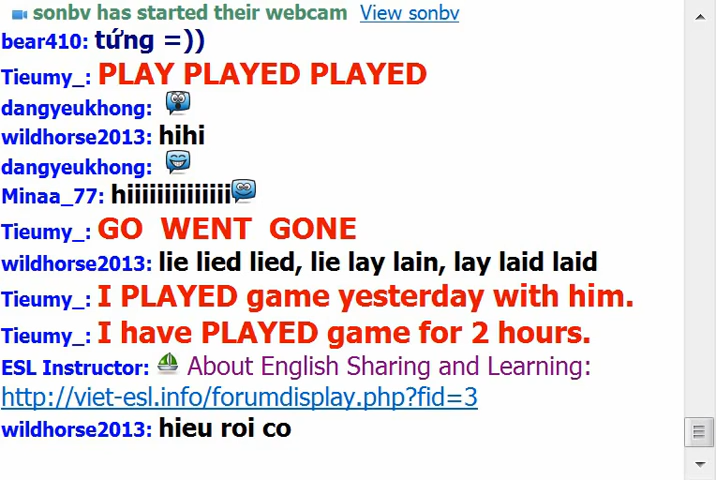 sonbv has started their webcam View sonbv
bear410: tứng =))
Tieumy_: PLAY PLAYED PLAYED
dangyeukhong:
wildhorse2013: hihi
dangyeukhong:
Minaa_77: hiiiiiiiiiiiiii
Tieumy_: GO WENT GONE
wildhorse2013: lie lied lied, lie lay lain, lay laid laid
Tieumy_: I PLAYED game yesterday with him.
Tieumy_: I have PLAYED game for 2 hours.
ESL Instructor: About English Sharing and Learning:
http://viet-esl.info/forumdisplay.php?fid=3
wildhorse2013: hieu roi co